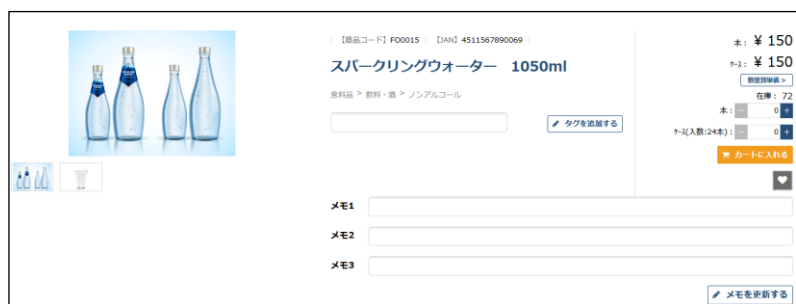 【商品コード】FO0015 【JAN】4511567890069
スパークリングウォーター 1050ml
食料品 > 飲料・酒 > ノンアルコール
タグを追加する
本: ¥ 150
ケース: ¥ 150
数量別単価 >
在庫: 72
本: − 0 +
ケース(入数:24本): − 0 +
カートに入れる
メモ1
メモ2
メモ3
メモを更新する